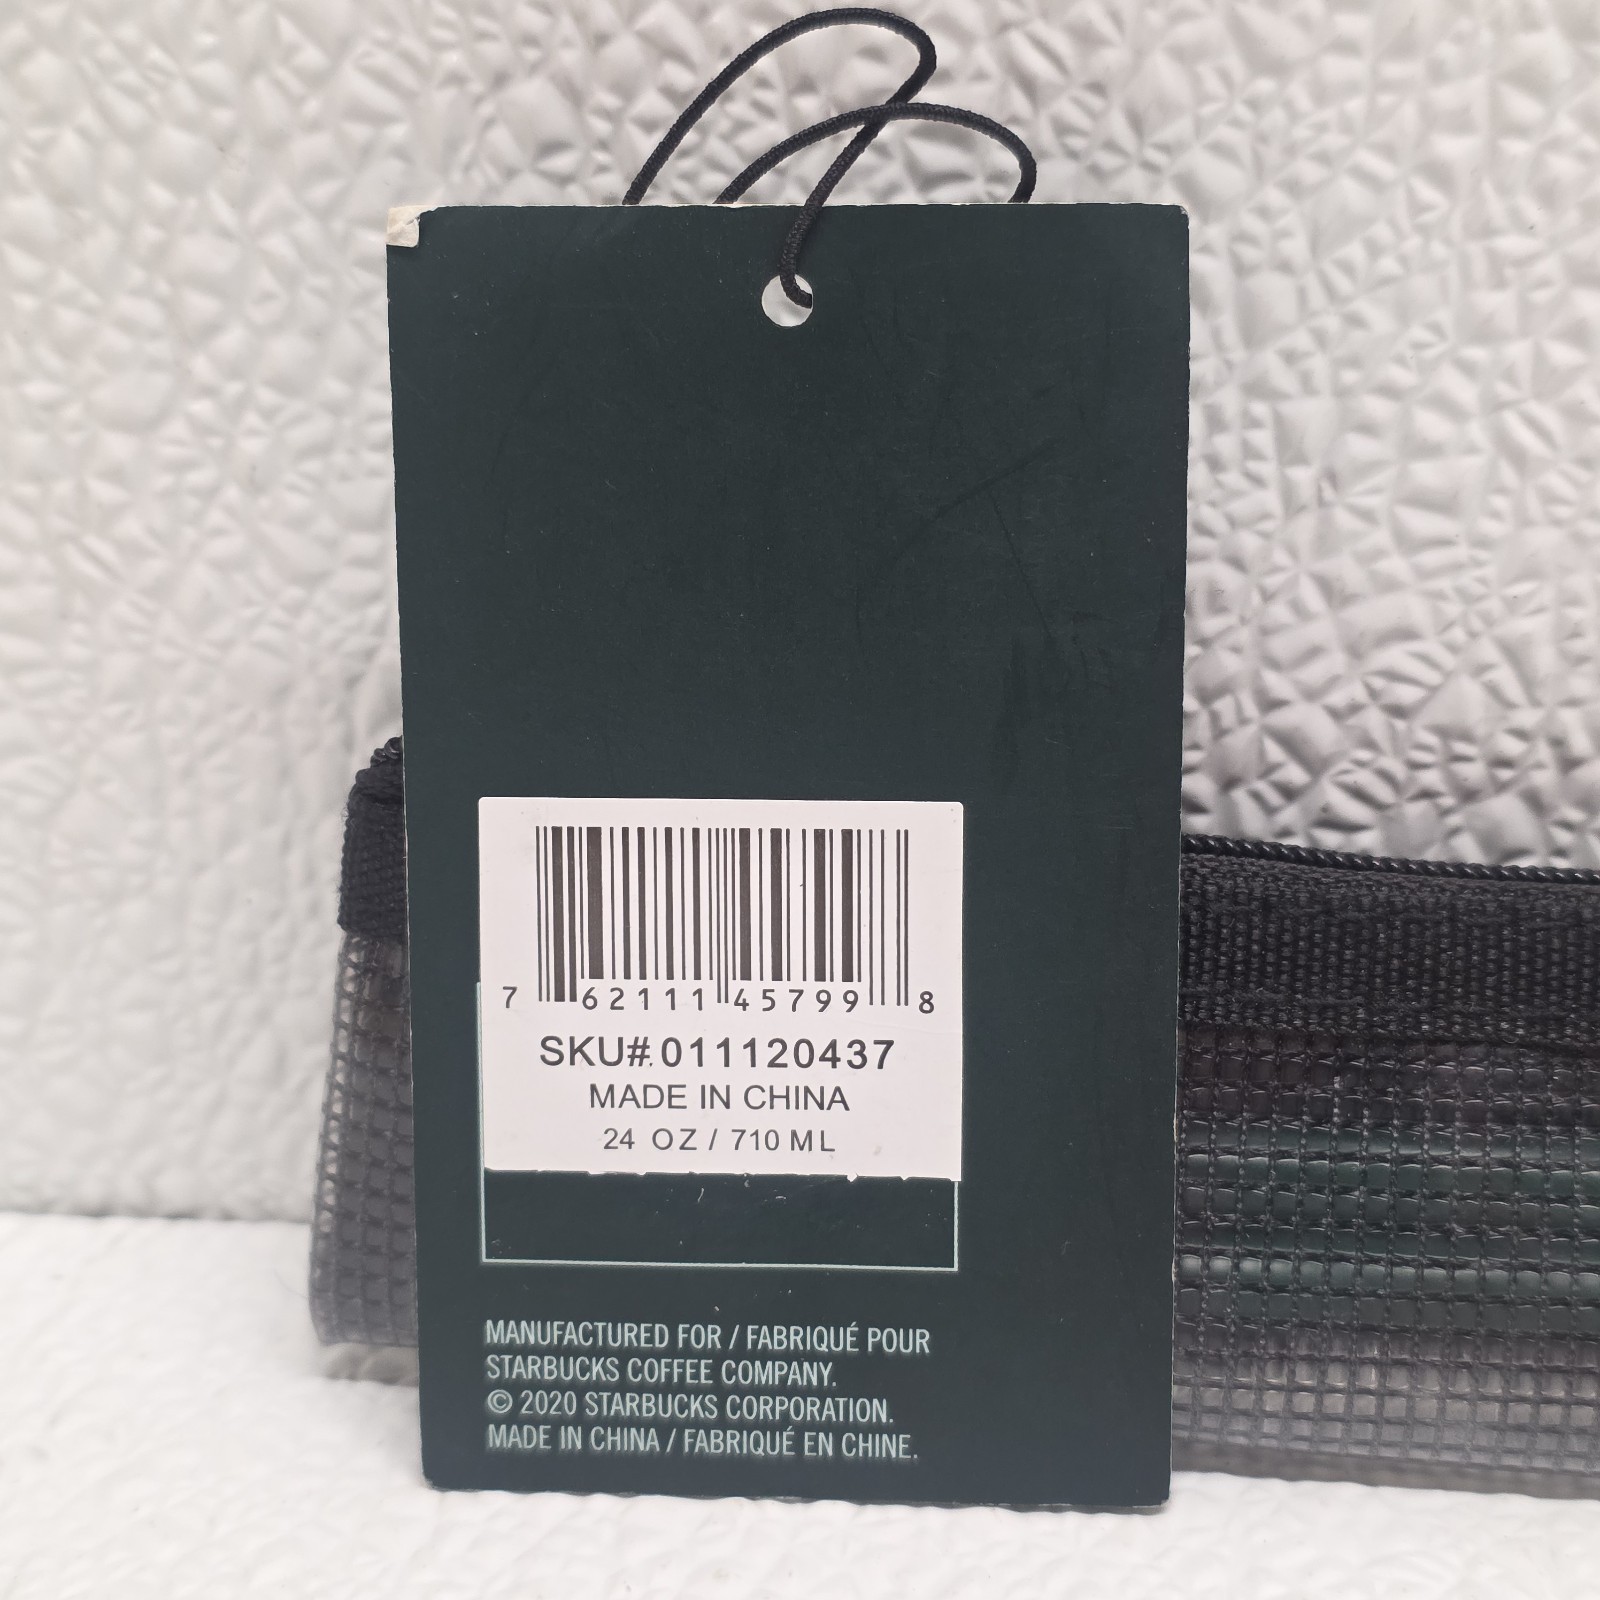 7 62111 45799 8
SKU#.011120437
MADE IN CHINA
24 OZ / 710 ML
MANUFACTURED FOR / FABRIQUÉ POUR
STARBUCKS COFFEE COMPANY.
© 2020 STARBUCKS CORPORATION.
MADE IN CHINA / FABRIQUÉ EN CHINE.